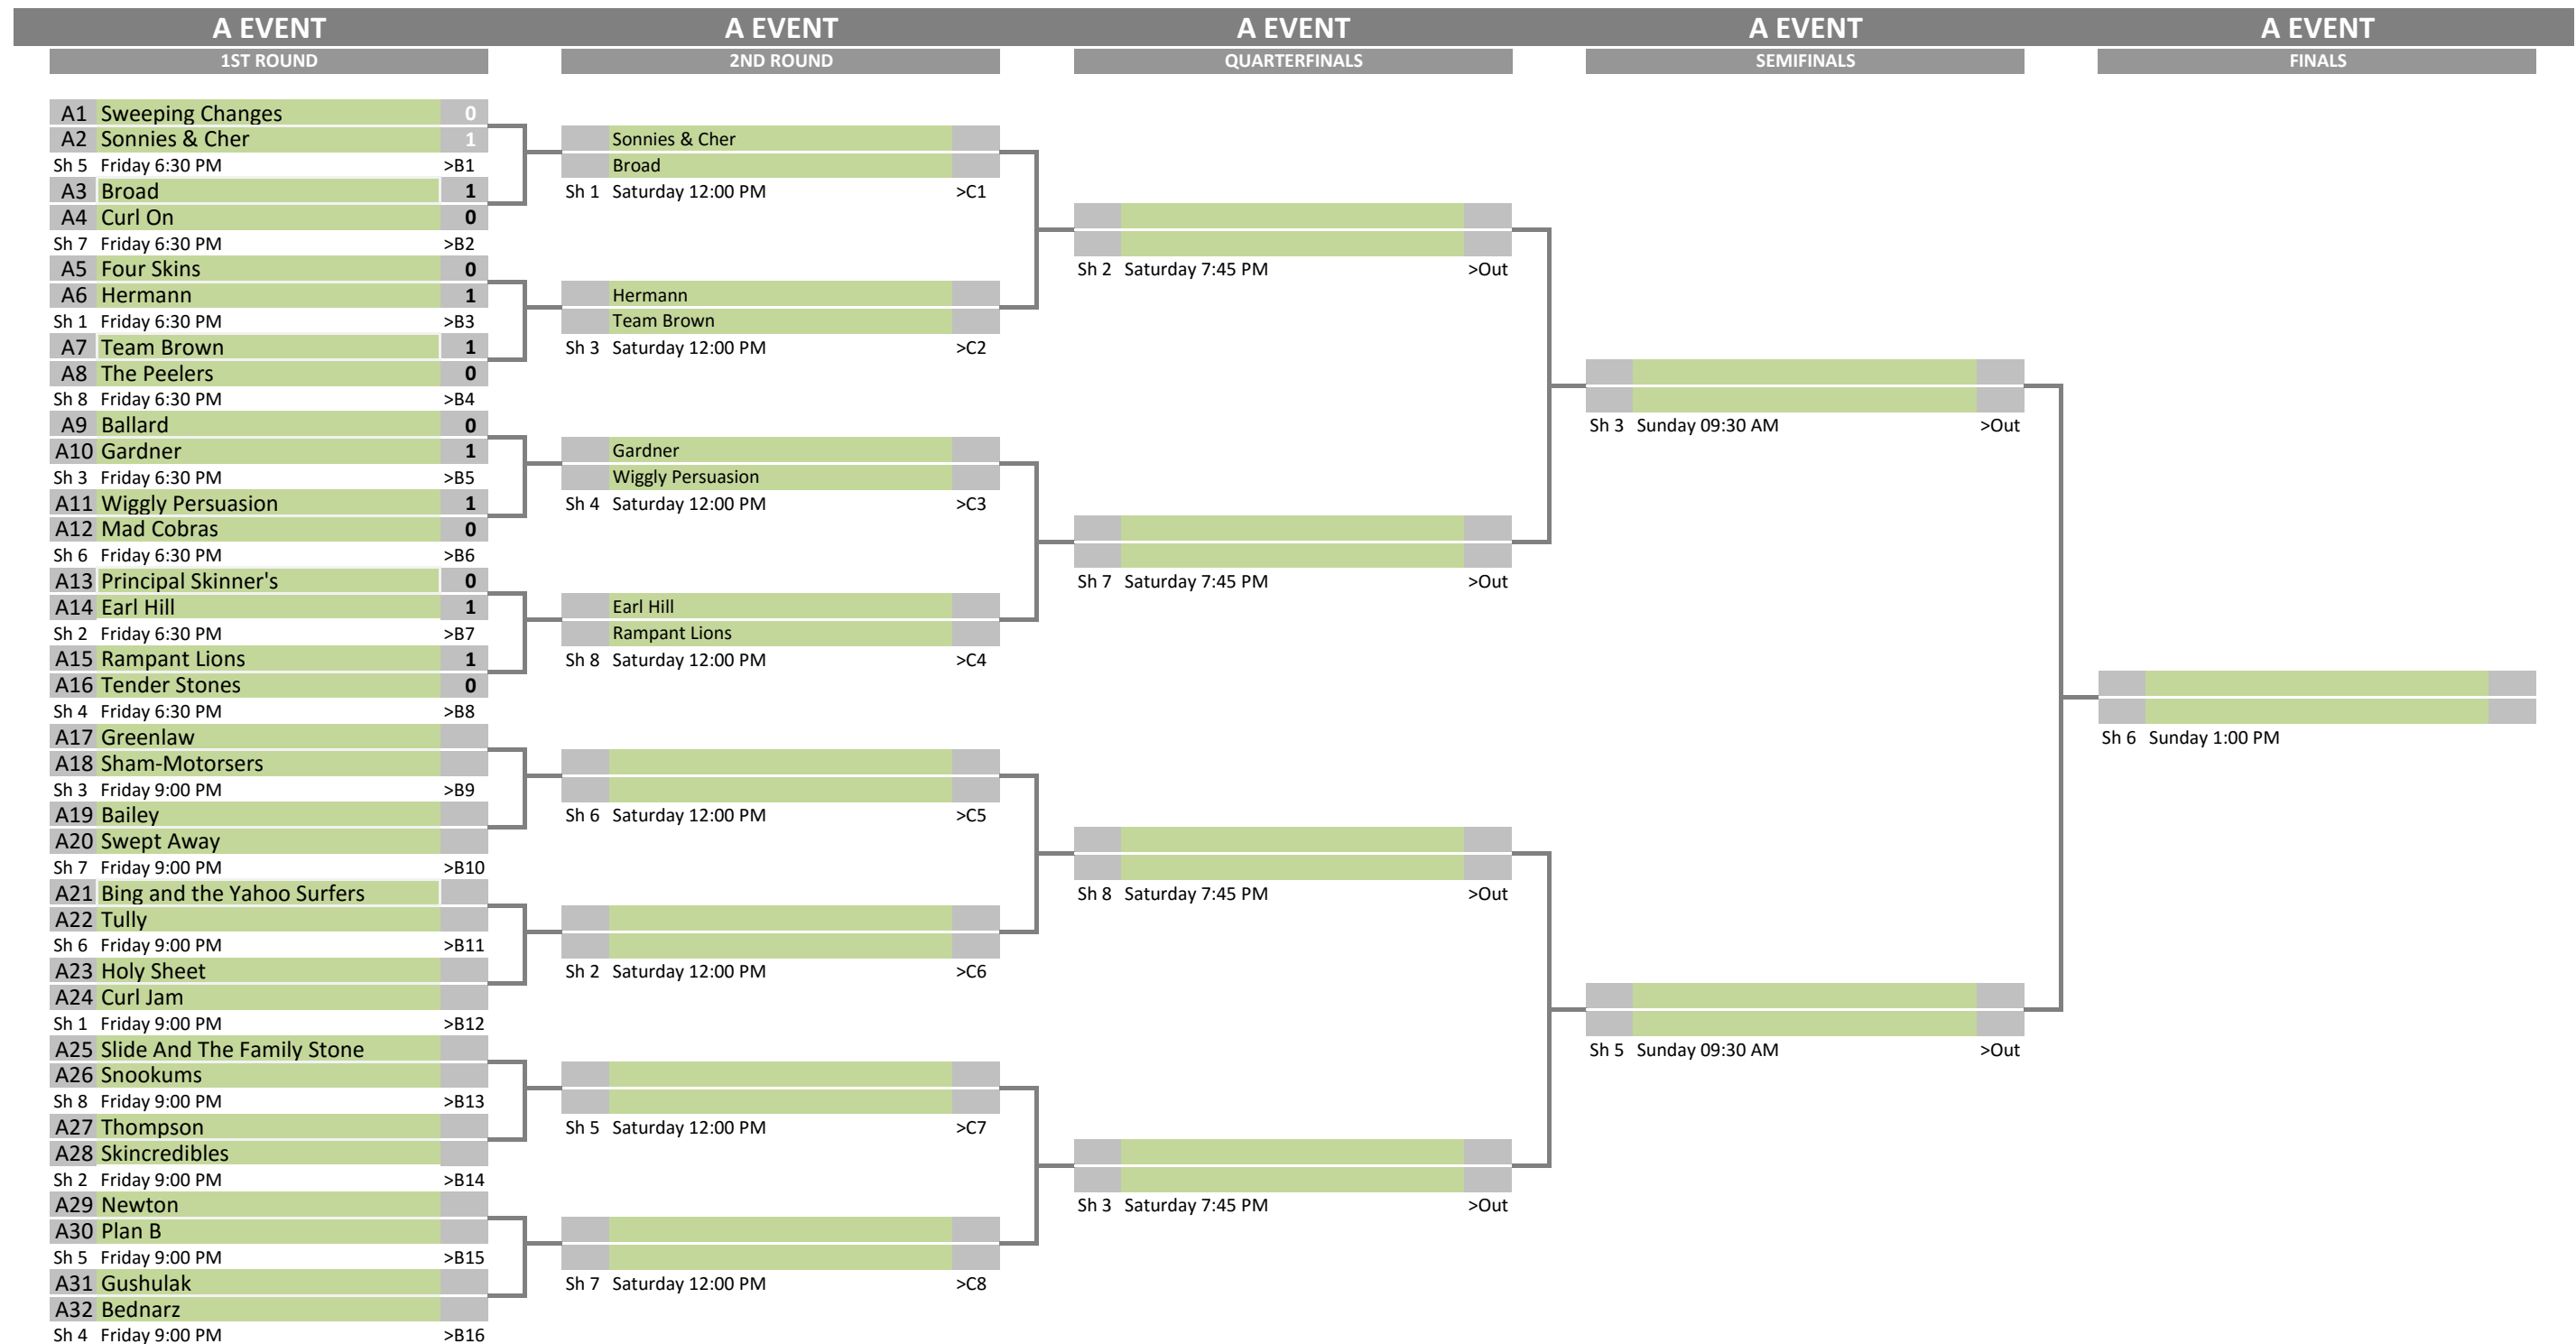 A EVENT A EVENT A EVENT A EVENT A EVENT
1ST ROUND 2ND ROUND QUARTERFINALS SEMIFINALS FINALS
A1 Sweeping Changes 0
A2 Sonnies & Cher 1
Sh 5 Friday 6:30 PM >B1
A3 Broad 1
A4 Curl On 0
Sh 7 Friday 6:30 PM >B2
A5 Four Skins 0
A6 Hermann 1
Sh 1 Friday 6:30 PM >B3
A7 Team Brown 1
A8 The Peelers 0
Sh 8 Friday 6:30 PM >B4
A9 Ballard 0
A10 Gardner 1
Sh 3 Friday 6:30 PM >B5
A11 Wiggly Persuasion 1
A12 Mad Cobras 0
Sh 6 Friday 6:30 PM >B6
A13 Principal Skinner's 0
A14 Earl Hill 1
Sh 2 Friday 6:30 PM >B7
A15 Rampant Lions 1
A16 Tender Stones 0
Sh 4 Friday 6:30 PM >B8
A17 Greenlaw
A18 Sham-Motorsers
Sh 3 Friday 9:00 PM >B9
A19 Bailey
A20 Swept Away
Sh 7 Friday 9:00 PM >B10
A21 Bing and the Yahoo Surfers
A22 Tully
Sh 6 Friday 9:00 PM >B11
A23 Holy Sheet
A24 Curl Jam
Sh 1 Friday 9:00 PM >B12
A25 Slide And The Family Stone
A26 Snookums
Sh 8 Friday 9:00 PM >B13
A27 Thompson
A28 Skincredibles
Sh 2 Friday 9:00 PM >B14
A29 Newton
A30 Plan B
Sh 5 Friday 9:00 PM >B15
A31 Gushulak
A32 Bednarz
Sh 4 Friday 9:00 PM >B16
Sonnies & Cher
Broad
Sh 1 Saturday 12:00 PM >C1
Hermann
Team Brown
Sh 3 Saturday 12:00 PM >C2
Gardner
Wiggly Persuasion
Sh 4 Saturday 12:00 PM >C3
Earl Hill
Rampant Lions
Sh 8 Saturday 12:00 PM >C4
Sh 6 Saturday 12:00 PM >C5
Sh 2 Saturday 12:00 PM >C6
Sh 5 Saturday 12:00 PM >C7
Sh 7 Saturday 12:00 PM >C8
Sh 2 Saturday 7:45 PM >Out
Sh 7 Saturday 7:45 PM >Out
Sh 8 Saturday 7:45 PM >Out
Sh 3 Saturday 7:45 PM >Out
Sh 3 Sunday 09:30 AM >Out
Sh 5 Sunday 09:30 AM >Out
Sh 6 Sunday 1:00 PM